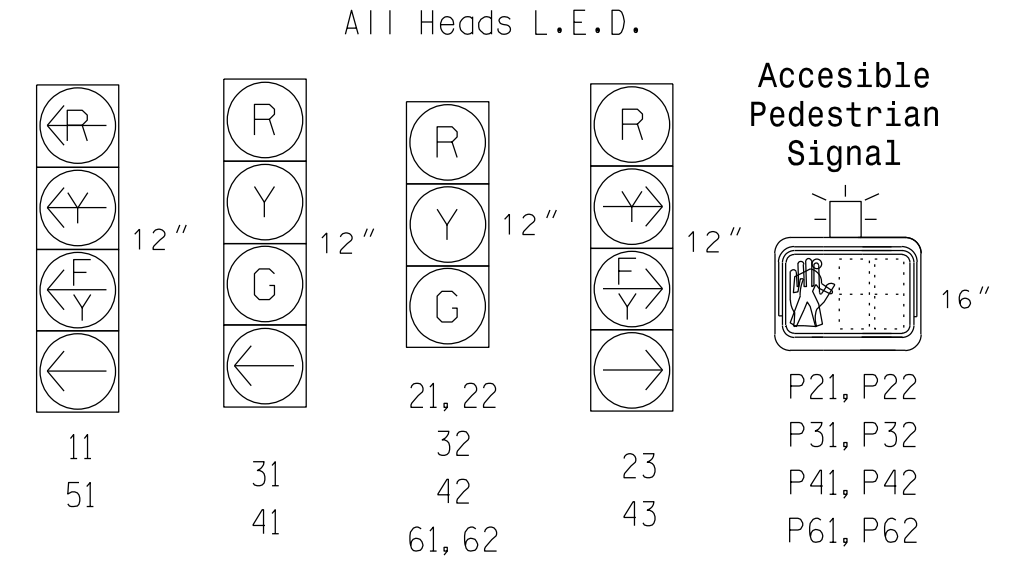 All Heads L.E.D.
R
Y
F
Y
12"
11
51
R
Y
G
12"
31
41
R
Y
G
12"
21, 22
32
42
61, 62
R
Y
F
Y
12"
23
43
Accesible
Pedestrian
Signal
16"
P21, P22
P31, P32
P41, P42
P61, P62